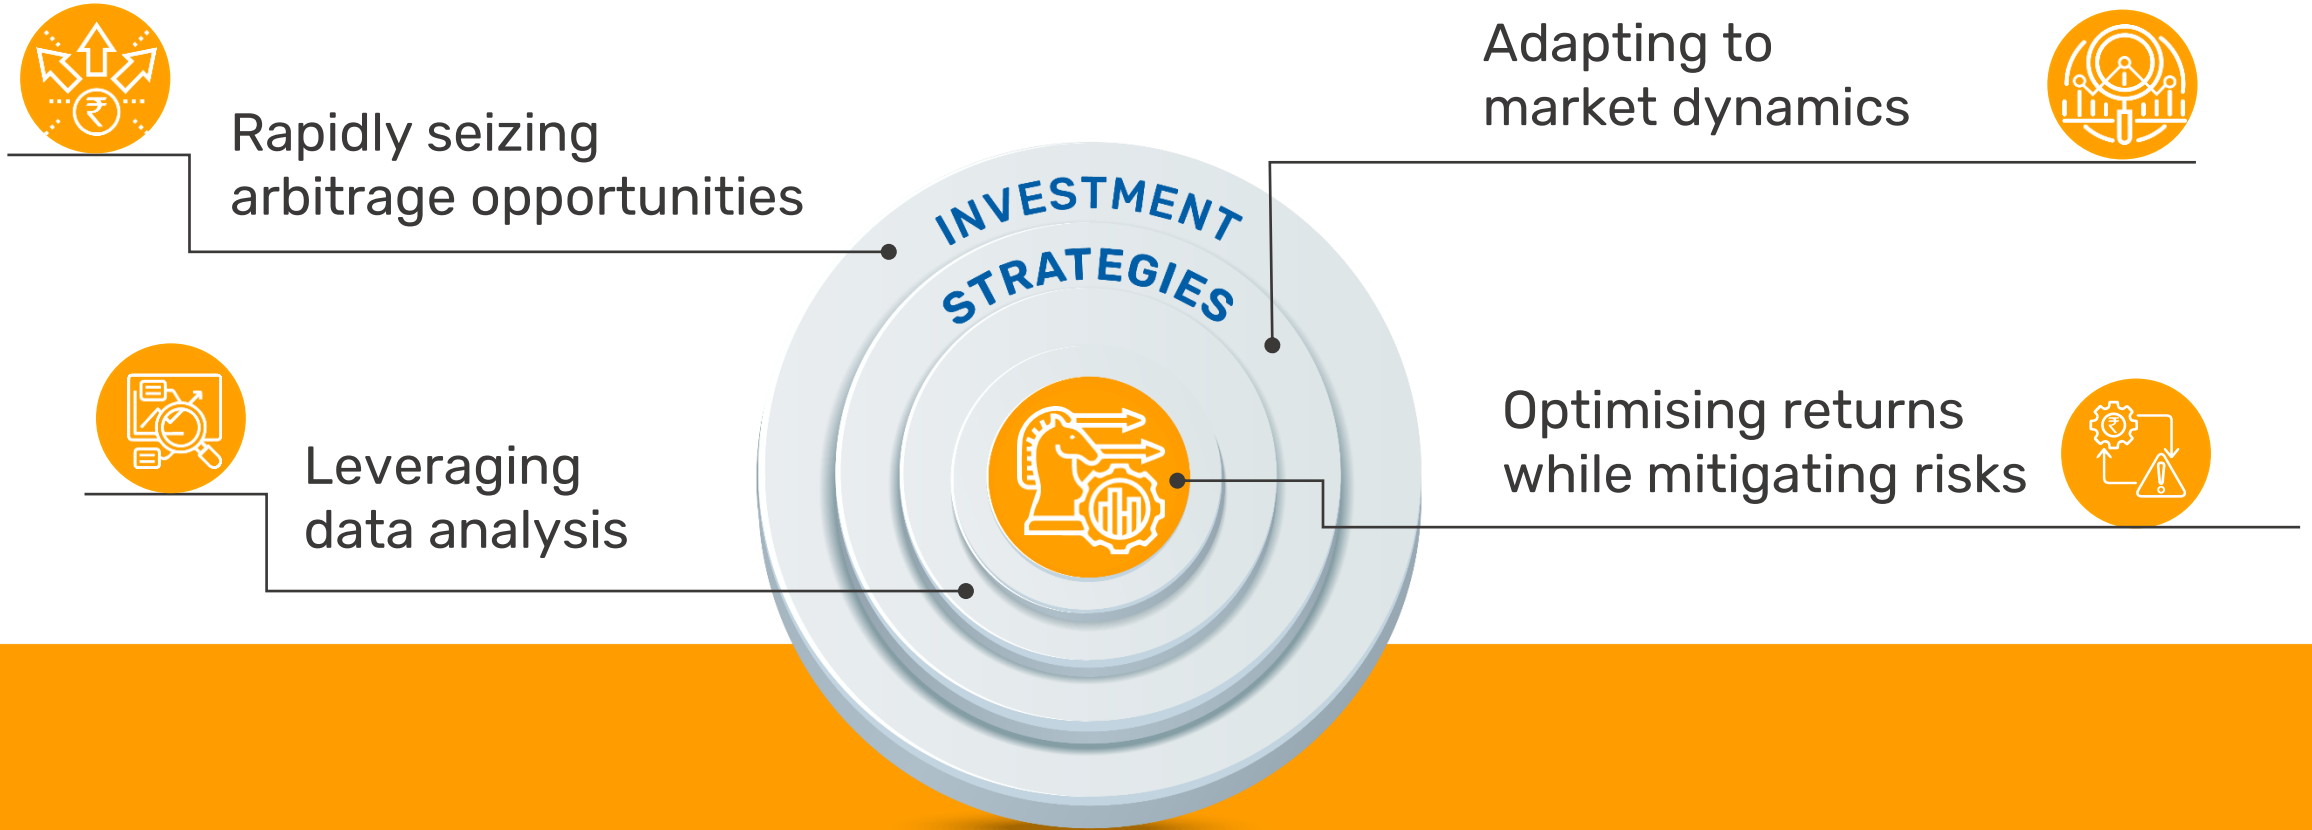 Rapidly seizing
arbitrage opportunities
Adapting to
market dynamics
INVESTMENT
STRATEGIES
Leveraging
data analysis
Optimising returns
while mitigating risks
₹
₹